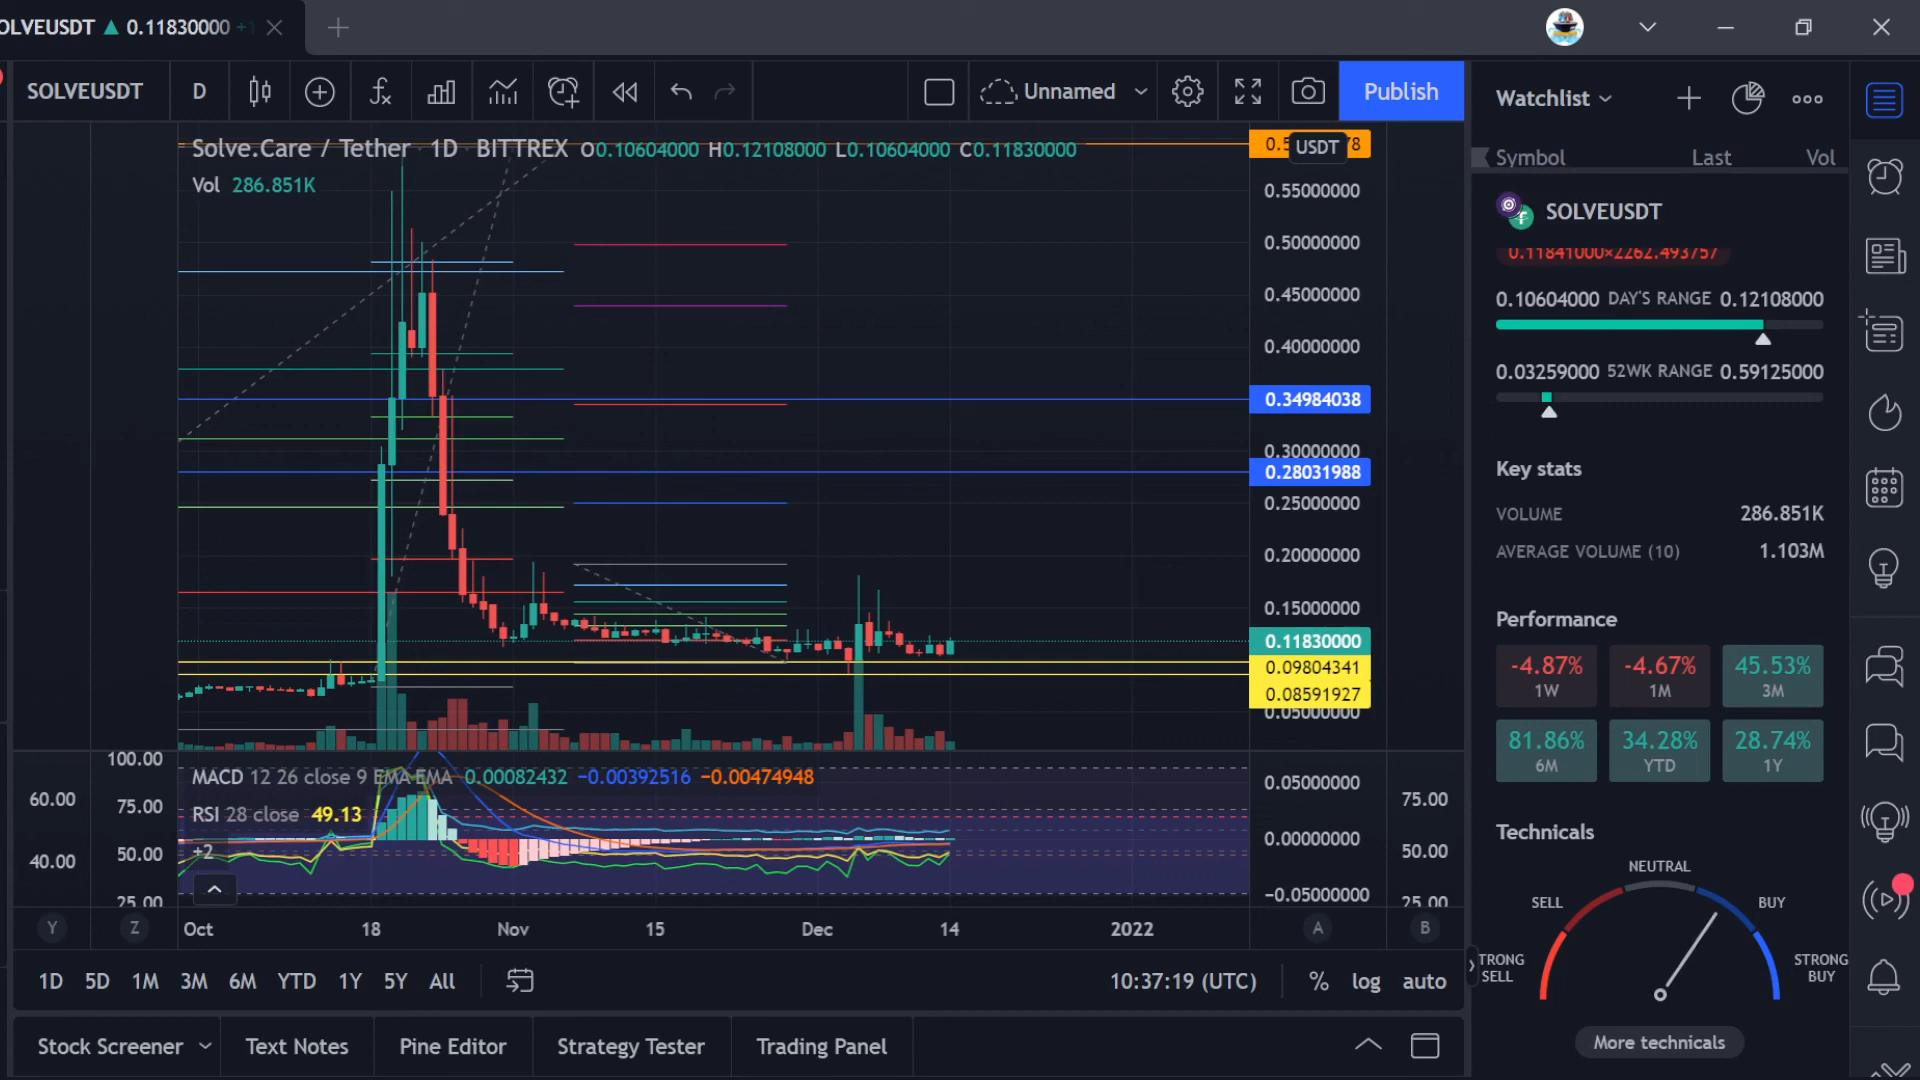 OLVEUSDT ▲ 0.11830000 +
SOLVEUSDT D Unnamed Publish
Solve.Care / Tether 1D BITTREX O0.10604000 H0.12108000 L0.10604000 C0.11830000
Vol 286.851K
USDT
0.55000000
0.50000000
0.45000000
0.40000000
0.34984038
0.30000000
0.28031988
0.25000000
0.20000000
0.15000000
0.11830000
0.09804341
0.08591927
0.05000000
MACD 12 26 close 9 EMA EMA 0.00082432 −0.00392516 −0.00474948
RSI 28 close 49.13
+2
60.00
40.00
100.00
75.00
50.00
25.00
0.05000000
0.00000000
−0.05000000
75.00
50.00
25.00
Y Z Oct 18 Nov 15 Dec 14 2022 A B
1D 5D 1M 3M 6M YTD 1Y 5Y All 10:37:19 (UTC) % log auto
Stock Screener Text Notes Pine Editor Strategy Tester Trading Panel
Watchlist
Symbol Last Vol
SOLVEUSDT
0.11841000×2262.493757
0.10604000 DAY'S RANGE 0.12108000
0.03259000 52WK RANGE 0.59125000
Key stats
VOLUME 286.851K
AVERAGE VOLUME (10) 1.103M
Performance
-4.87% -4.67% 45.53%
1W 1M 3M
81.86% 34.28% 28.74%
6M YTD 1Y
Technicals
NEUTRAL
SELL BUY
TRONG SELL STRONG BUY
More technicals